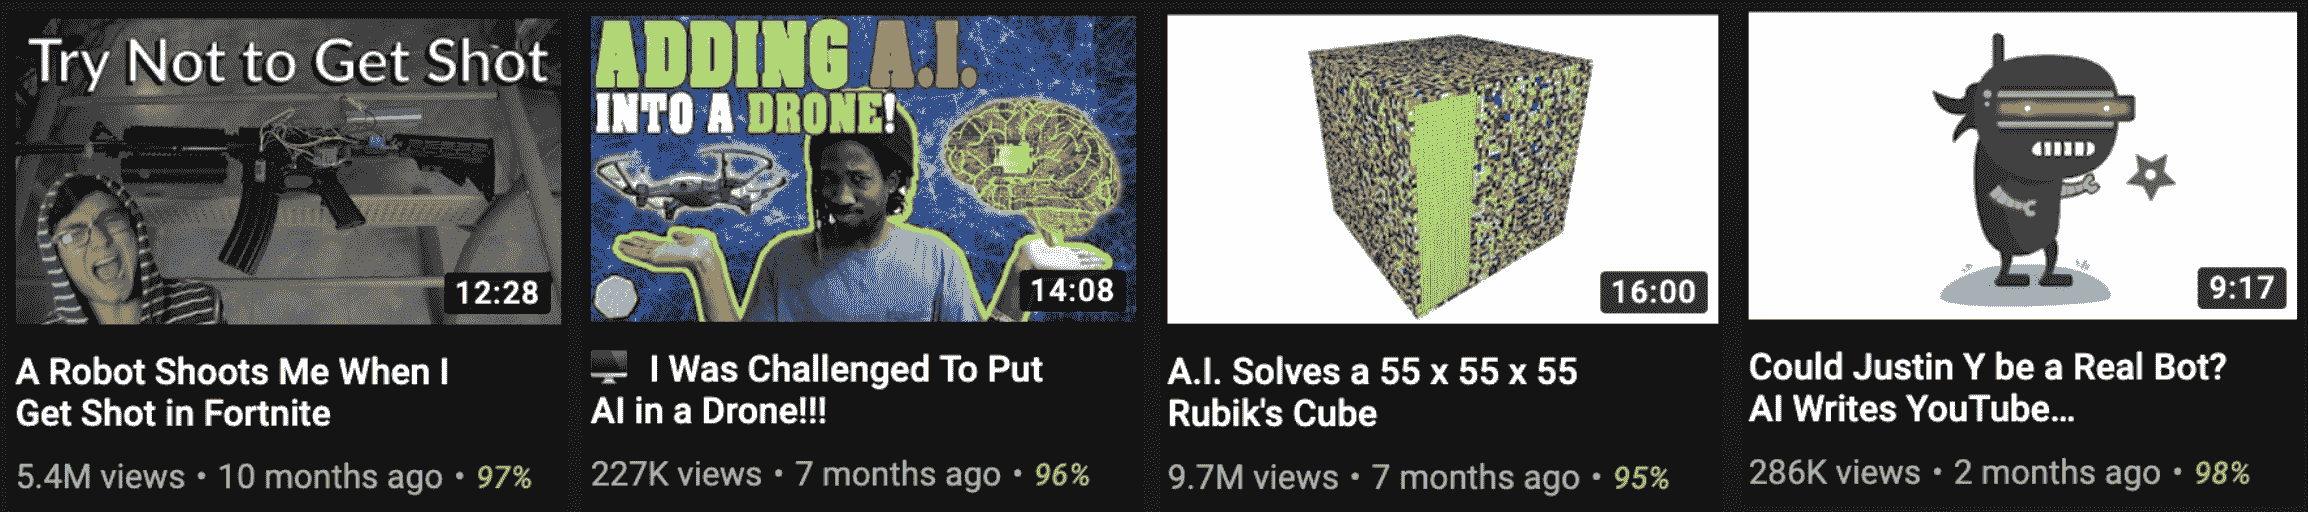 Try Not to Get Shot
12:28
A Robot Shoots Me When I
Get Shot in Fortnite
5.4M views • 10 months ago • 97%
ADDING A.I.
INTO A DRONE!
14:08
I Was Challenged To Put
AI in a Drone!!!
227K views • 7 months ago • 96%
16:00
A.I. Solves a 55 x 55 x 55
Rubik's Cube
9.7M views • 7 months ago • 95%
9:17
Could Justin Y be a Real Bot?
AI Writes YouTube...
286K views • 2 months ago • 98%